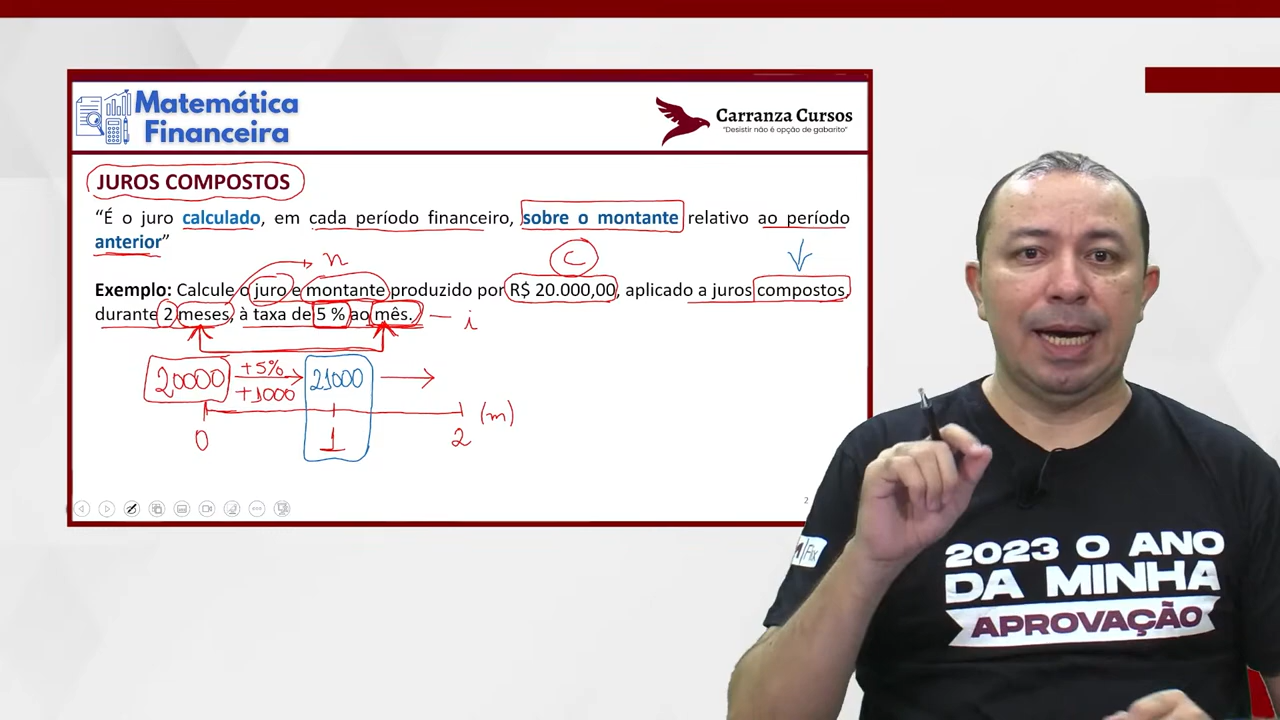 Matemática
Financeira
Carranza Cursos
"Desistir não é opção de gabarito"
JUROS COMPOSTOS
"É o juro calculado, em cada período financeiro, sobre o montante relativo ao período
anterior"
n
C
Exemplo: Calcule o juro e montante produzido por R$ 20.000,00, aplicado a juros compostos,
durante 2 meses, à taxa de 5 % ao mês. — i
20000 +5% 21000
+1000
(m)
0 1 2
2
Fix
2023 O ANO
DA MINHA
APROVAÇÃO